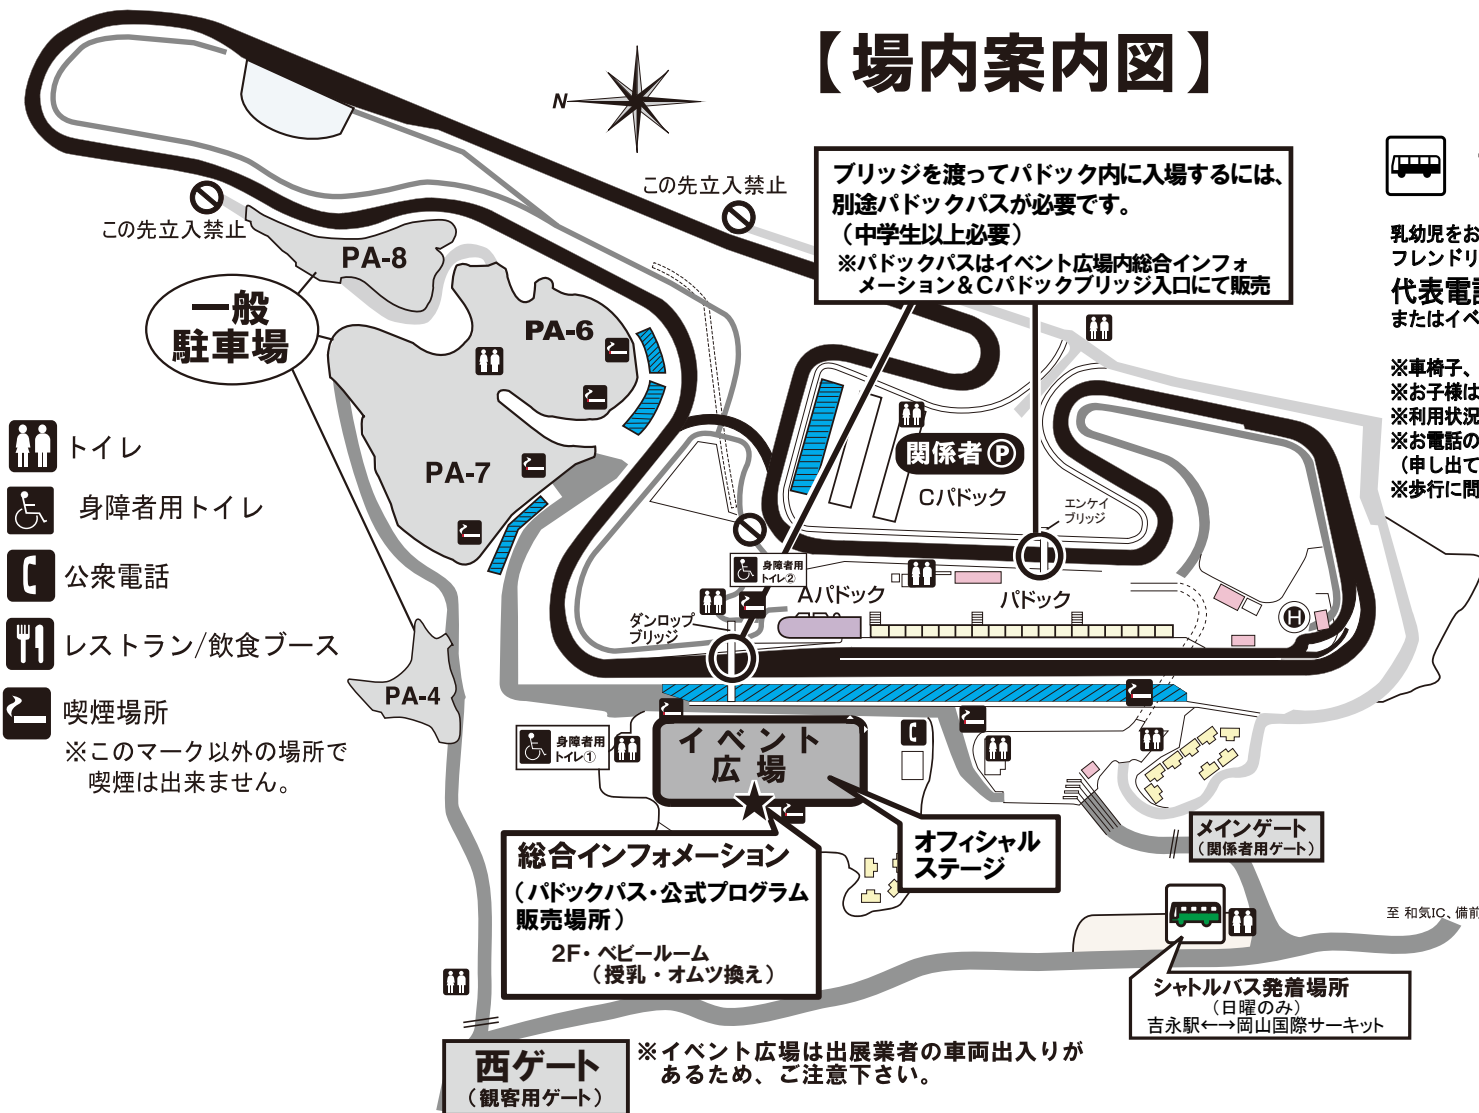 【場内案内図】
N
この先立入禁止
この先立入禁止
ブリッジを渡ってパドック内に入場するには、
別途パドックパスが必要です。
（中学生以上必要）
※パドックパスはイベント広場内総合インフォ
メーション＆Cパドックブリッジ入口にて販売
乳幼児をお
フレンドリ
代表電話
またはイベ
※車椅子、
※お子様は
※利用状況
※お電話の
（申し出て
※歩行に問
PA-8
一般
駐車場
PA-6
PA-7
PA-4
トイレ
身障者用トイレ
公衆電話
レストラン/飲食ブース
喫煙場所
※このマーク以外の場所で
喫煙は出来ません。
関係者Ⓟ
Cパドック
エンケイ
ブリッジ
身障者用
トイレ②
Aパドック
パドック
ダンロップ
ブリッジ
H
身障者用
トイレ①
イベント
広場
総合インフォメーション
（パドックパス・公式プログラム
販売場所）
2F・ベビールーム
（授乳・オムツ換え）
オフィシャル
ステージ
メインゲート
（関係者用ゲート）
至 和気IC、備前
シャトルバス発着場所
（日曜のみ）
吉永駅←→岡山国際サーキット
西ゲート
（観客用ゲート）
※イベント広場は出展業者の車両出入りが
あるため、ご注意下さい。